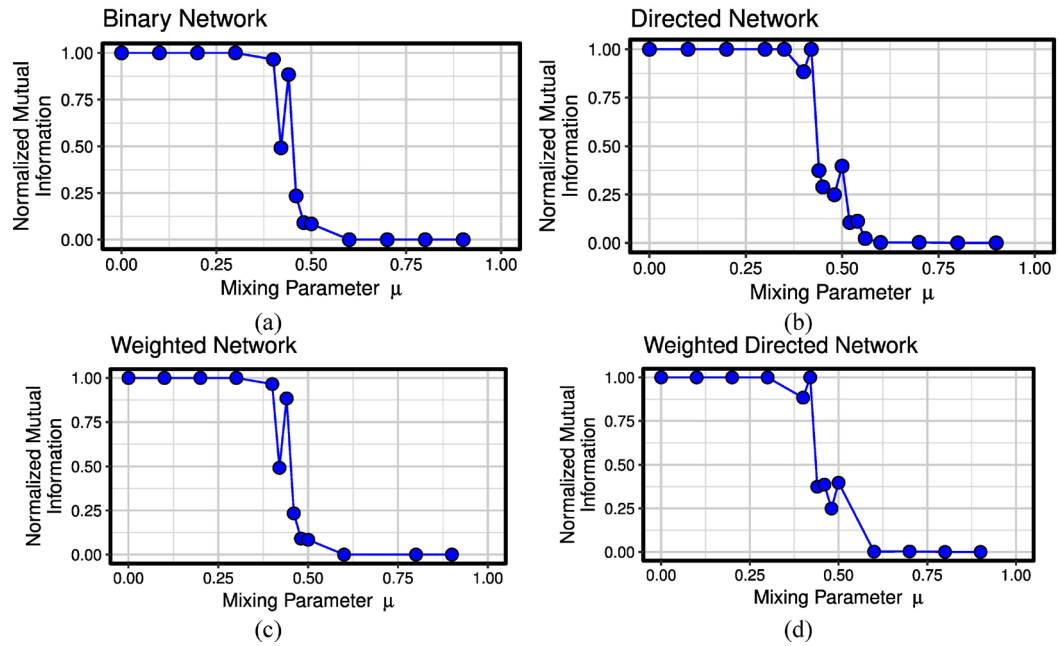 Binary Network
Normalized Mutual
Information
1.00
0.75
0.50
0.25
0.00
0.00 0.25 0.50 0.75 1.00
Mixing Parameter μ
(a)
Directed Network
Normalized Mutual
Information
1.00
0.75
0.50
0.25
0.00
0.00 0.25 0.50 0.75 1.00
Mixing Parameter μ
(b)
Weighted Network
Normalized Mutual
Information
1.00
0.75
0.50
0.25
0.00
0.00 0.25 0.50 0.75 1.00
Mixing Parameter μ
(c)
Weighted Directed Network
Normalized Mutual
Information
1.00
0.75
0.50
0.25
0.00
0.00 0.25 0.50 0.75 1.00
Mixing Parameter μ
(d)